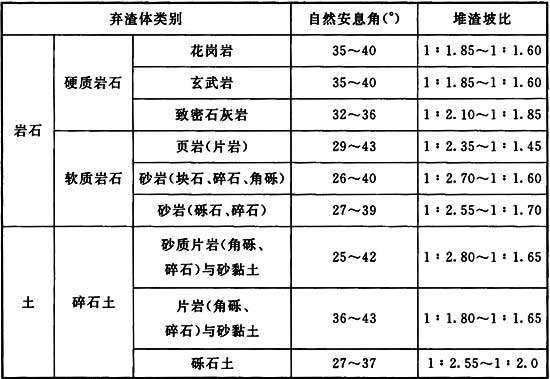 弃渣体类别 自然安息角(°) 堆渣坡比
岩石 硬质岩石 花岗岩 35～40 1∶1.85～1∶1.60
玄武岩 35～40 1∶1.85～1∶1.60
致密石灰岩 32～36 1∶2.10～1∶1.85
软质岩石 页岩(片岩) 29～43 1∶2.35～1∶1.45
砂岩(块石、碎石、角砾) 26～40 1∶2.70～1∶1.60
砂岩(砾石、碎石) 27～39 1∶2.55～1∶1.70
土 碎石土 砂质片岩(角砾、
碎石)与砂黏土 25～42 1∶2.80～1∶1.65
片岩(角砾、
碎石)与砂黏土 36～43 1∶1.80～1∶1.65
砾石土 27～37 1∶2.55～1∶2.0